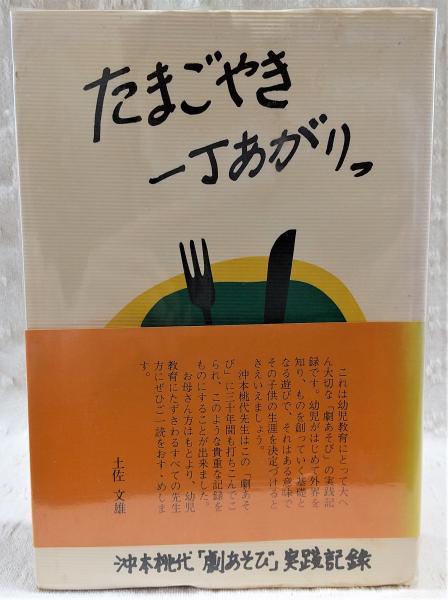 たまごやき
一丁あがりっ
これは幼児教育にとって大へ
ん大切な「劇あそび」の実践記
録です。幼児がはじめて外界を
知り、ものを創っていく基礎と
なる遊びで、それはある意味で
その子供の生涯を決定づけると
さえいえましょう。
沖本桃代先生はこの「劇あそ
び」に三十年間も打ちこんでこ
られ、このような貴重な記録を
ものにすることが出来ました。
お母さん方はもとより、幼児
教育にたずさわるすべての先生
方にぜひご一読をおすゝめしま
す。
土佐文雄
沖本桃代「劇あそび」実践記録